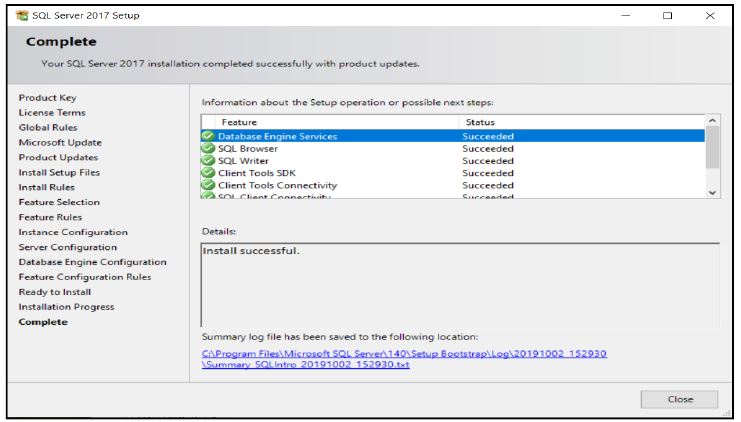 SQL Server 2017 Setup
Complete
Your SQL Server 2017 installation completed successfully with product updates.
Product Key
License Terms
Global Rules
Microsoft Update
Product Updates
Install Setup Files
Install Rules
Feature Selection
Feature Rules
Instance Configuration
Server Configuration
Database Engine Configuration
Feature Configuration Rules
Ready to Install
Installation Progress
Complete
Information about the Setup operation or possible next steps:
Feature Status
Database Engine Services Succeeded
SQL Browser Succeeded
SQL Writer Succeeded
Client Tools SDK Succeeded
Client Tools Connectivity Succeeded
SQL Client Connectivity Succeeded
Details:
Install successful.
Summary log file has been saved to the following location:
C:\Program Files\Microsoft SQL Server\140\Setup Bootstrap\Log\20191002_152930
\Summary_SQLIntro_20191002_152930.txt
Close